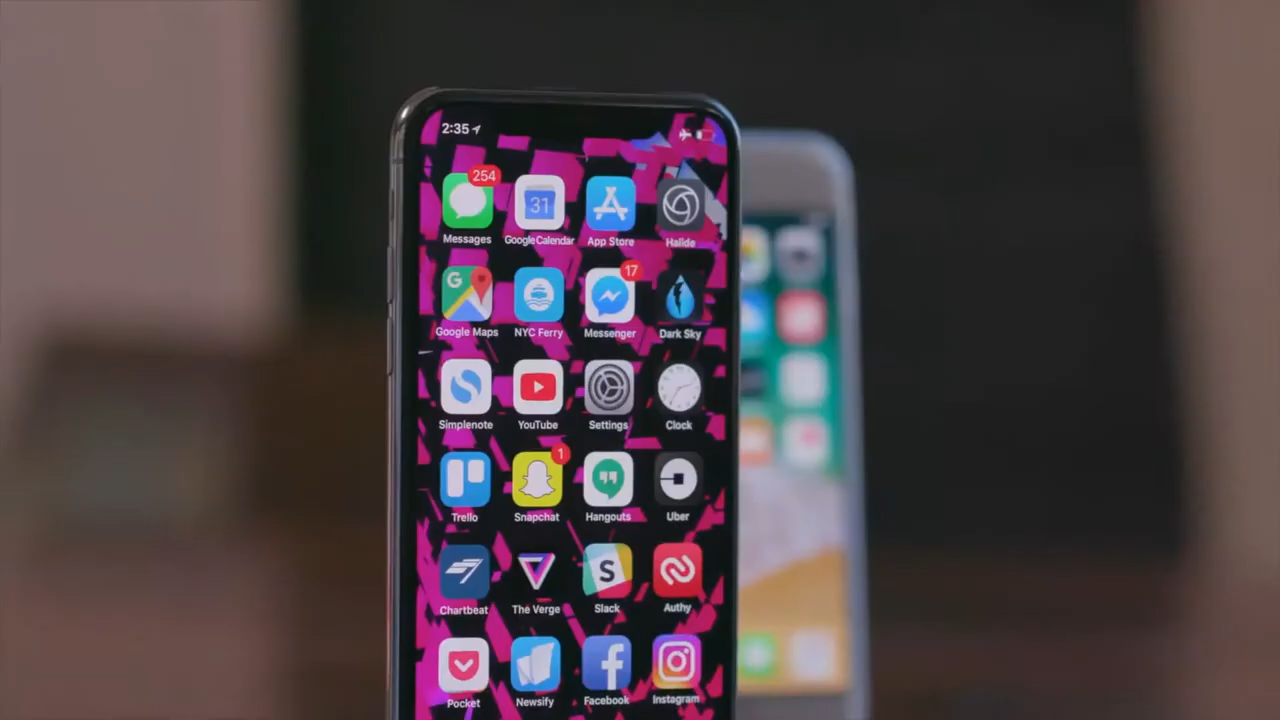 2:35
254
31
Messages Google Calendar App Store Halide
17
G
Google Maps NYC Ferry Messenger Dark Sky
Simplenote YouTube Settings Clock
1
Trello Snapchat Hangouts Uber
S
Chartbeat The Verge Slack Authy
f
Pocket Newsify Facebook Instagram